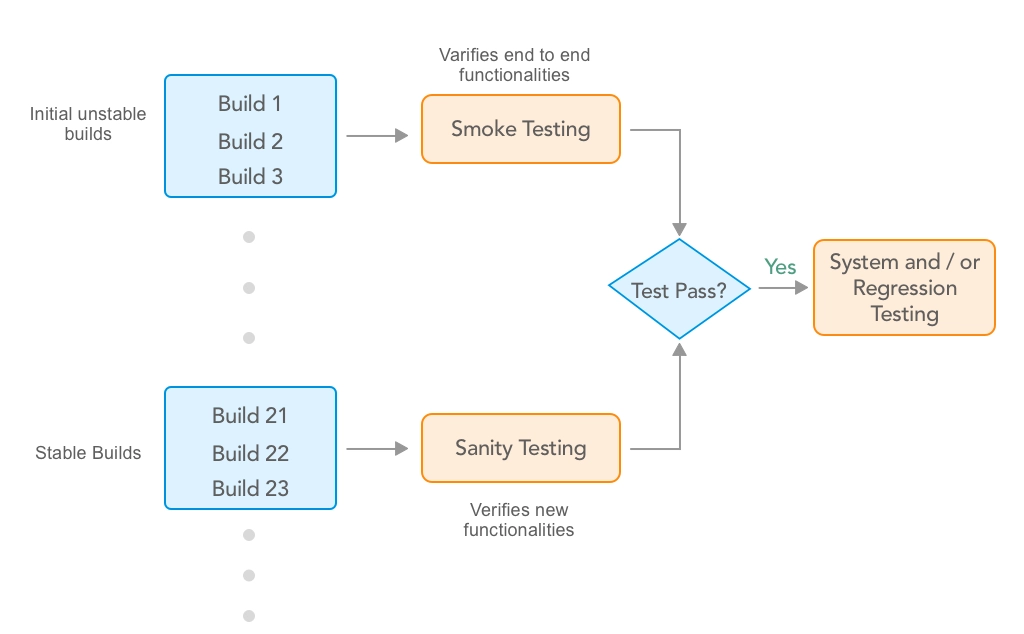 Varifies end to end
functionalities
Initial unstable
builds
Build 1
Build 2
Build 3
Smoke Testing
Test Pass?
Yes
System and / or
Regression
Testing
Stable Builds
Build 21
Build 22
Build 23
Sanity Testing
Verifies new
functionalities